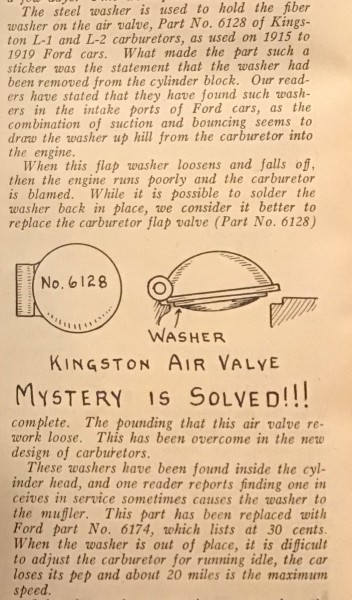 The steel washer is used to hold the fiber
washer on the air valve, Part No. 6128 of Kings-
ton L-1 and L-2 carburetors, as used on 1915 to
1919 Ford cars. What made the part such a
sticker was the statement that the washer had
been removed from the cylinder block. Our read-
ers have stated that they have found such wash-
ers in the intake ports of Ford cars, as the
combination of suction and bouncing seems to
draw the washer up hill from the carburetor into
the engine.
When this flap washer loosens and falls off,
then the engine runs poorly and the carburetor
is blamed. While it is possible to solder the
washer back in place, we consider it better to
replace the carburetor flap valve (Part No. 6128)
No. 6128
WASHER
KINGSTON AIR VALVE
MYSTERY IS SOLVED!!!
complete. The pounding that this air valve re-
work loose. This has been overcome in the new
design of carburetors.
These washers have been found inside the cyl-
inder head, and one reader reports finding one in
ceives in service sometimes causes the washer to
the muffler. This part has been replaced with
Ford part No. 6174, which lists at 30 cents.
When the washer is out of place, it is difficult
to adjust the carburetor for running idle, the car
loses its pep and about 20 miles is the maximum
speed.